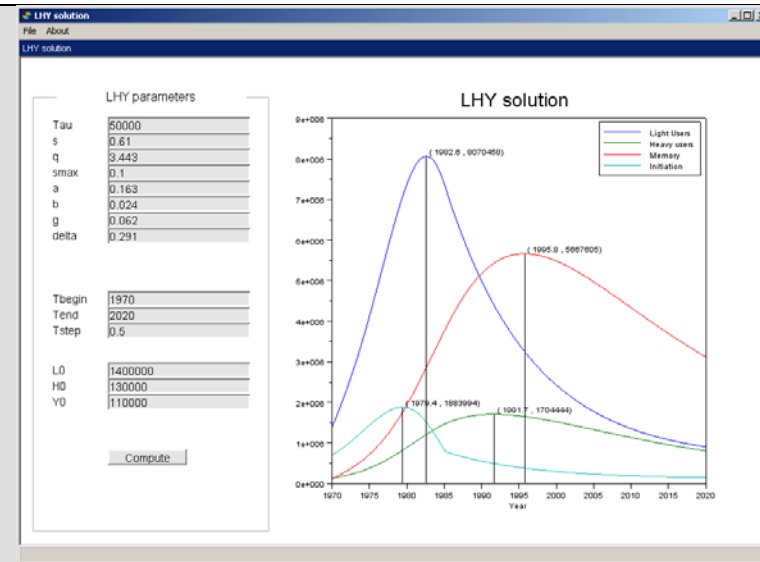 LHY solution
File About
LHY solution
LHY parameters
Tau 50000
s 0.61
q 3.443
smax 0.1
a 0.163
b 0.024
g 0.062
delta 0.291
Tbegin 1970
Tend 2020
Tstep 0.5
L0 1400000
H0 130000
Y0 110000
Compute
LHY solution
9e+006
8e+006
7e+006
6e+006
5e+006
4e+006
3e+006
2e+006
1e+006
0e+000
Light Users
Heavy users
Memory
Initiation
( 1982.6 , 8070450)
( 1995.8 , 5667605)
( 1979.4 , 1883994)
( 1991.7 , 1704444)
1970 1975 1980 1985 1990 1995 2000 2005 2010 2015 2020
Year